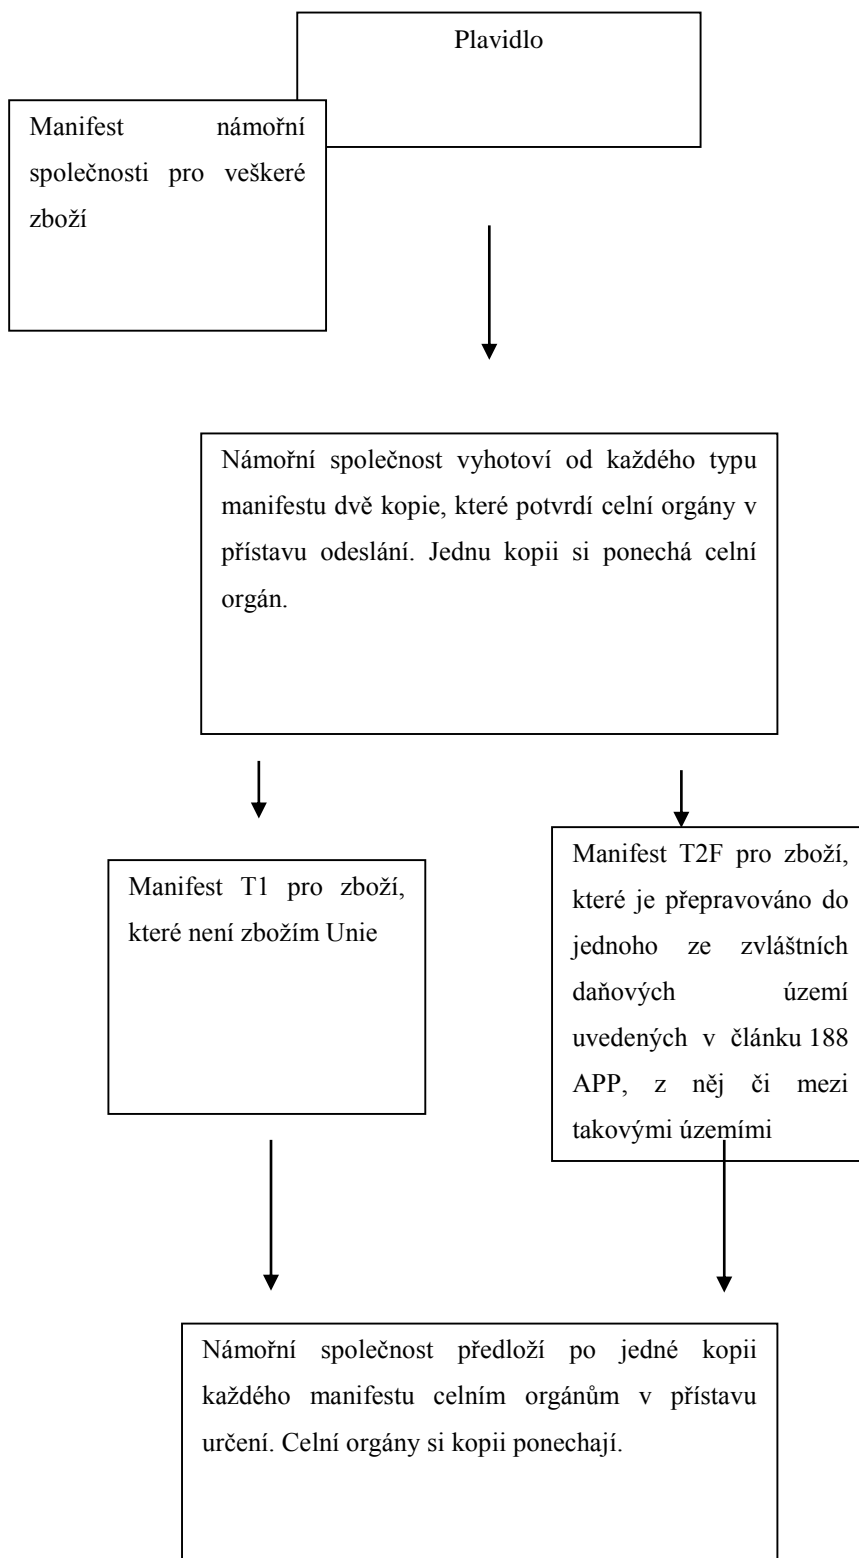 Plavidlo
Manifest námořní
společnosti pro veškeré
zboží
Námořní společnost vyhotoví od každého typu
manifestu dvě kopie, které potvrdí celní orgány v
přístavu odeslání. Jednu kopii si ponechá celní
orgán.
Manifest T1 pro zboží,
které není zbožím Unie
Manifest T2F pro zboží,
které je přepravováno do
jednoho ze zvláštních
daňových území
uvedených v článku 188
APP, z něj či mezi
takovými územími
Námořní společnost předloží po jedné kopii
každého manifestu celním orgánům v přístavu
určení. Celní orgány si kopii ponechají.